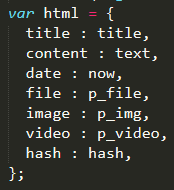 var html = {
title : title,
content : text,
date : now,
file : p_file,
image : p_img,
video : p_video,
hash : hash,
};